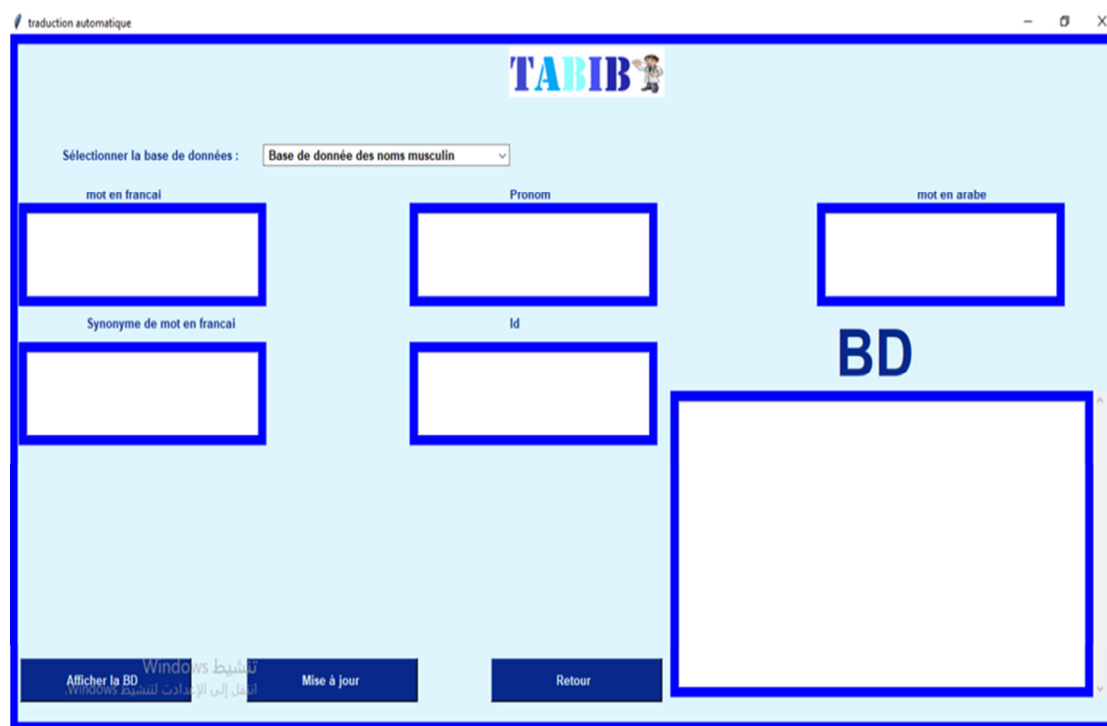 traduction automatique
TABIB
Sélectionner la base de données :
Base de donnée des noms musculin
mot en francai
Pronom
mot en arabe
Synonyme de mot en francai
Id
BD
تنشيط Windows
انتقل إلى الإعدادت لتنشيط Windows.
Afficher la BD
Mise à jour
Retour